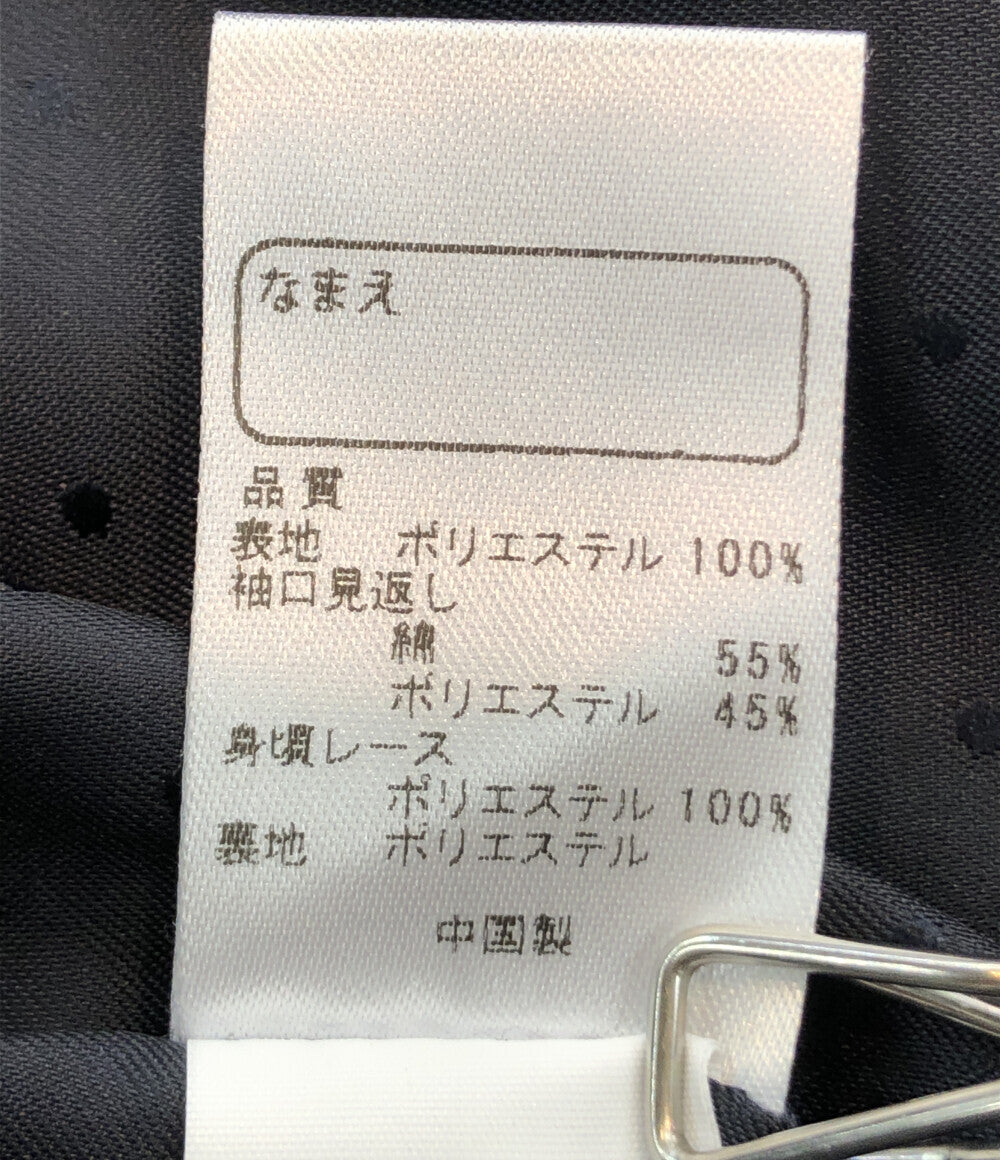 なまえ
品質
表地 ポリエステル 100%
袖口見返し
綿 55%
ポリエステル 45%
身頃レース
ポリエステル 100%
裏地 ポリエステル
中国製